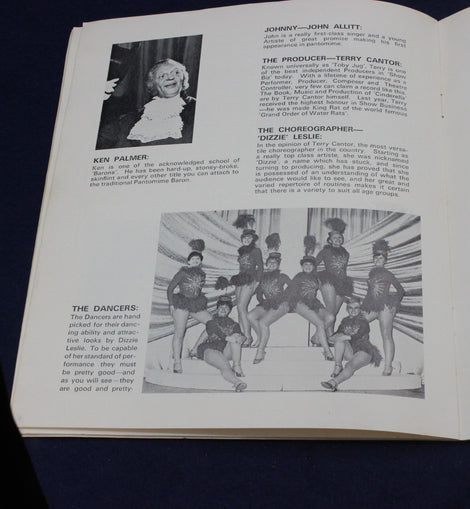 JOHNNY—JOHN ALLITT:
John is a really first-class singer and a young
Artiste of great promise making his first
appearance in pantomime.
THE PRODUCER—TERRY CANTOR:
Known universally as 'Toby Jug', Terry is one
of the best independent Producers in 'Show
Biz' today. With a lifetime of experience as a
Performer, Producer, Composer and Theatre
Controller, very few can claim a record like this.
The Book, Music and Production of 'Cinderella'
are by Terry Cantor himself. Last year, Terry
received the highest honour in Show Business
—he was made King Rat of the world famous
'Grand Order of Water Rats'.
THE CHOREOGRAPHER—
'DIZZIE' LESLIE:
In the opinion of Terry Cantor, the most versa-
tile choreographer in the country. Starting as
a really top class artiste, she was nicknamed
'Dizzie' a name which has stuck, and since
turning to producing, she has proved that she
is possessed of an understanding of what the
audience would like to see, and her great and
varied repertoire of routines makes it certain
that there is a variety to suit all age groups.
KEN PALMER:
Ken is one of the acknowledged school of
'Barons'. He has been hard-up, stoney-broke,
skinflint and every other title you can attach to
the traditional Pantomime Baron.
THE DANCERS:
The Dancers are hand
picked for their danc-
ing ability and attrac-
tive looks by Dizzie
Leslie. To be capable
of her standard of per-
formance they must
be pretty good—and
as you will see—they
are good and pretty·